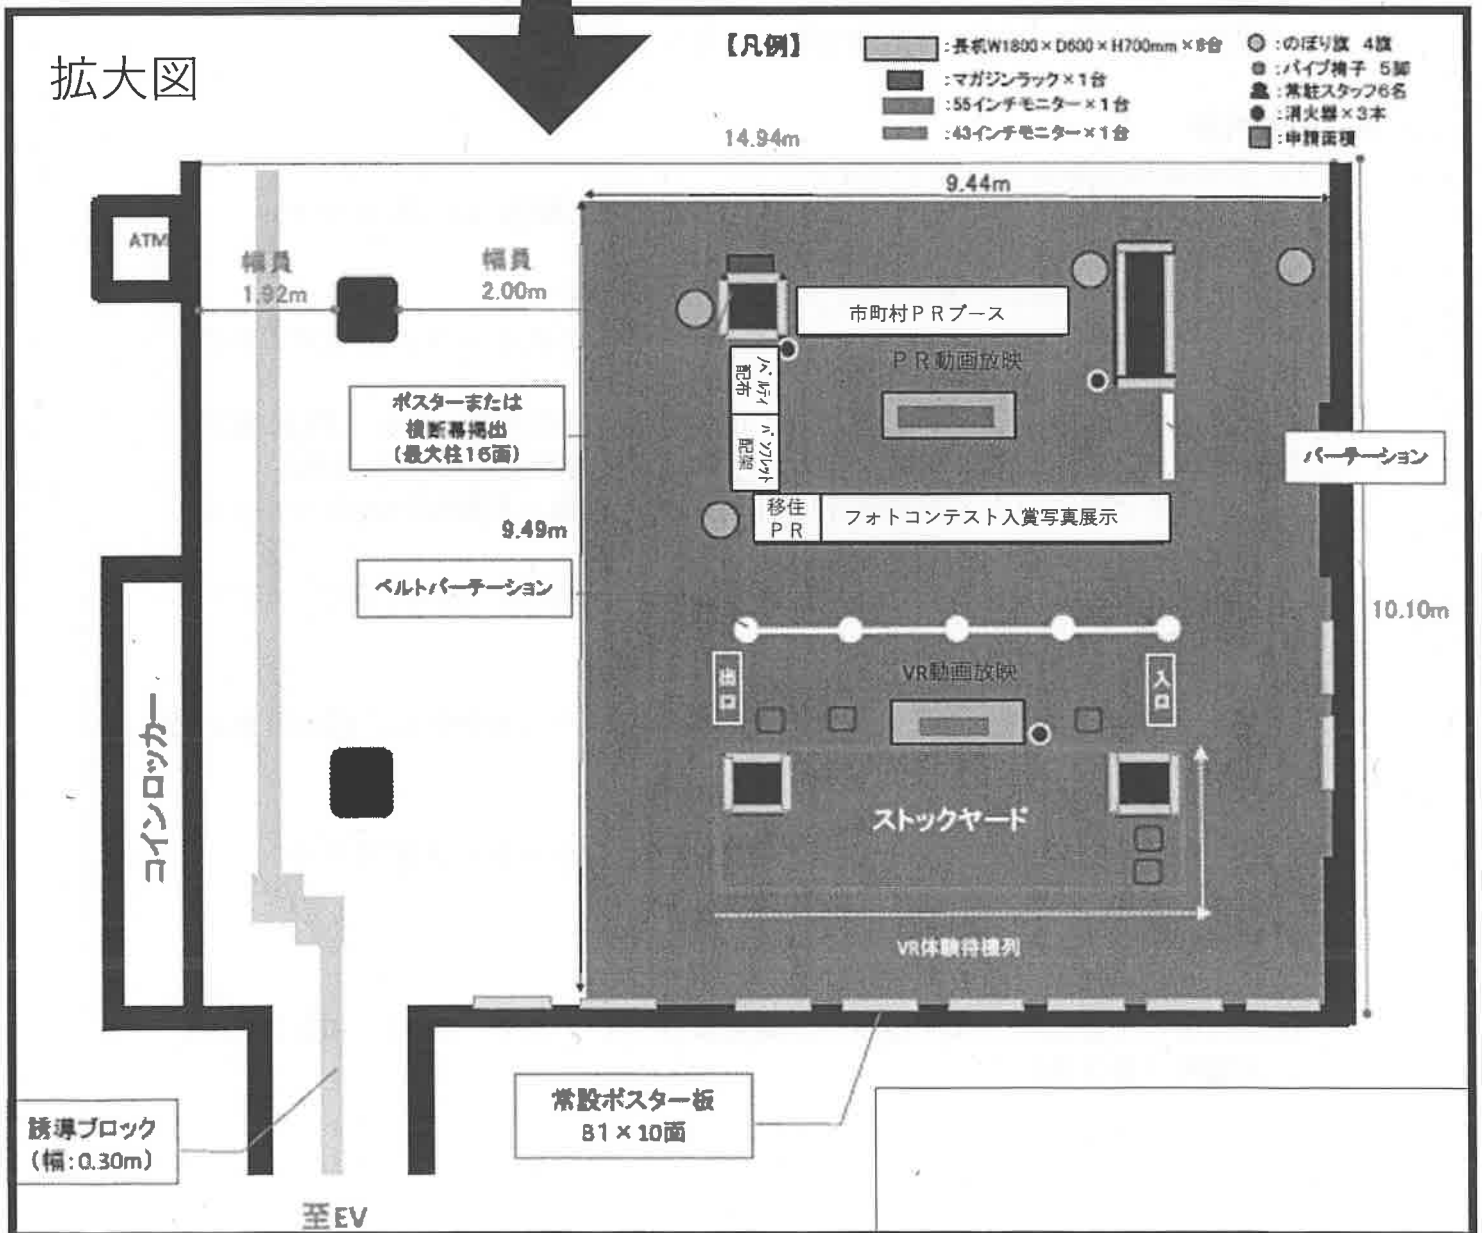 拡大図
【凡例】
:長机W1800×D600×H700mm×8台
:マガジンラック×1台
:55インチモニター×1台
:43インチモニター×1台
:のぼり旗 4旗
:パイプ椅子 5脚
:常駐スタッフ6名
:消火器×3本
:申請面積
14.94m
9.44m
ATM
幅員
1.92m
幅員
2.00m
市町村ＰＲブース
ＰＲ動画放映
ノベルティ
配布
パンフレット
配架
ポスターまたは
横断幕掲出
(最大柱16面)
パーテーション
移住
ＰＲ
フォトコンテスト入賞写真展示
9.49m
ベルトパーテーション
10.10m
VR動画放映
出口
入口
コインロッカー
ストックヤード
VR体験待機列
常設ポスター板
B1×10面
誘導ブロック
(幅:0.30m)
至EV